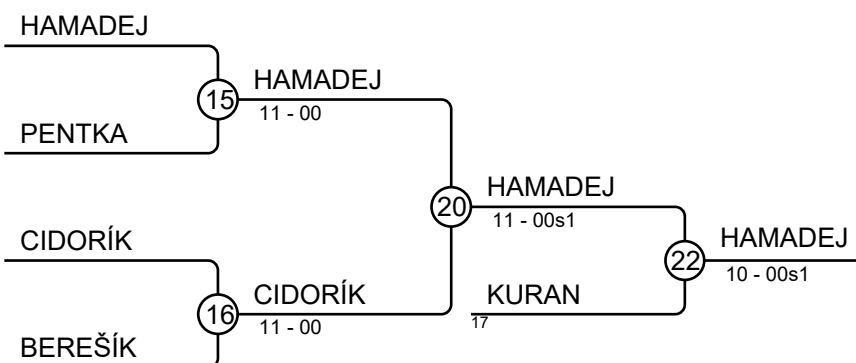 HAMADEJ
15
HAMADEJ
11 - 00
PENTKA
20
HAMADEJ
11 - 00s1
CIDORÍK
22
HAMADEJ
10 - 00s1
16
CIDORÍK
11 - 00
KURAN
17
BEREŠÍK